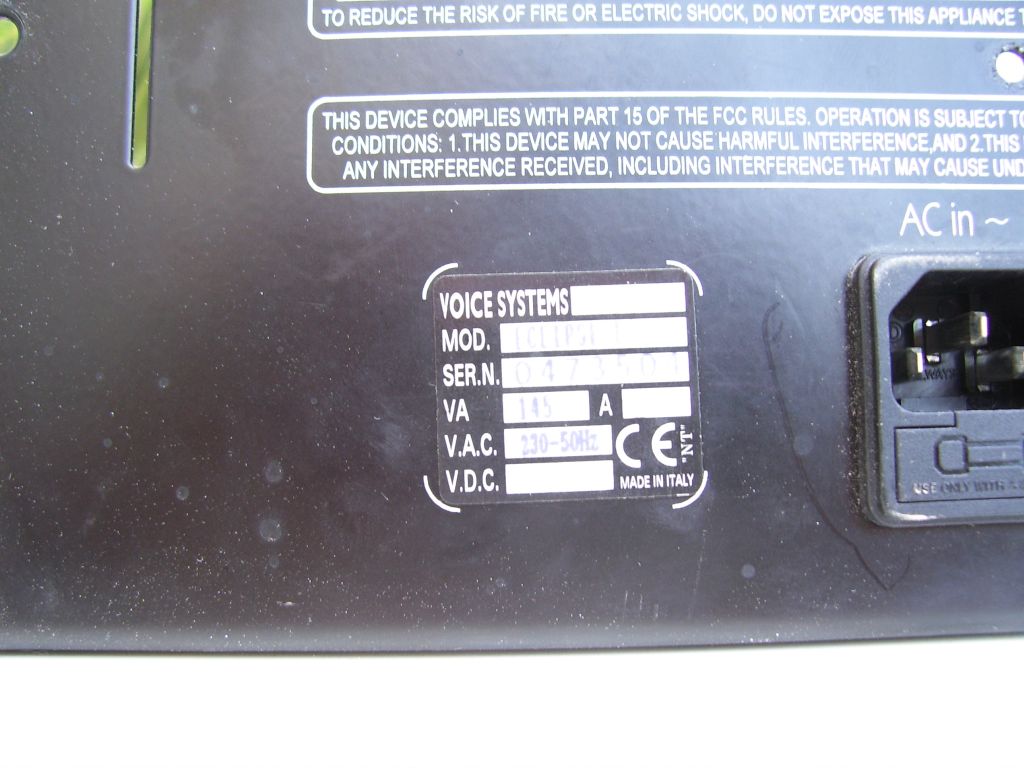 TO REDUCE THE RISK OF FIRE OR ELECTRIC SHOCK, DO NOT EXPOSE THIS APPLIANCE
THIS DEVICE COMPLIES WITH PART 15 OF THE FCC RULES. OPERATION IS SUBJECT TO
CONDITIONS: 1.THIS DEVICE MAY NOT CAUSE HARMFUL INTERFERENCE,AND 2.THIS
ANY INTERFERENCE RECEIVED, INCLUDING INTERFERENCE THAT MAY CAUSE UND
AC in ~
VOICE SYSTEMS
MOD.
SER.N. 0473501
VA 145 A
V.A.C. 230-50Hz CE "NT"
V.D.C. MADE IN ITALY
USE ONLY WITH A